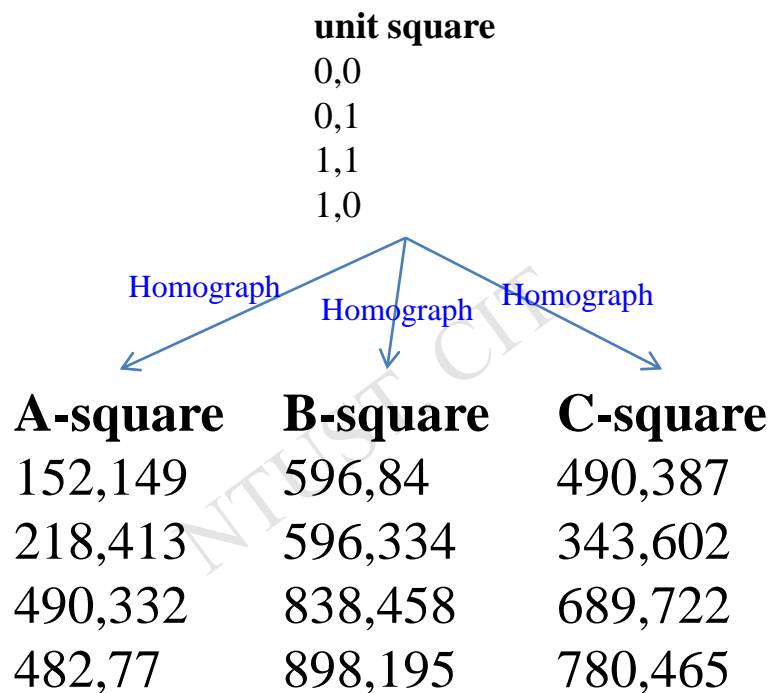 unit square
0,0
0,1
1,1
1,0
Homograph Homograph Homograph
NTUST, CIT
A-square B-square C-square
152,149 596,84 490,387
218,413 596,334 343,602
490,332 838,458 689,722
482,77 898,195 780,465